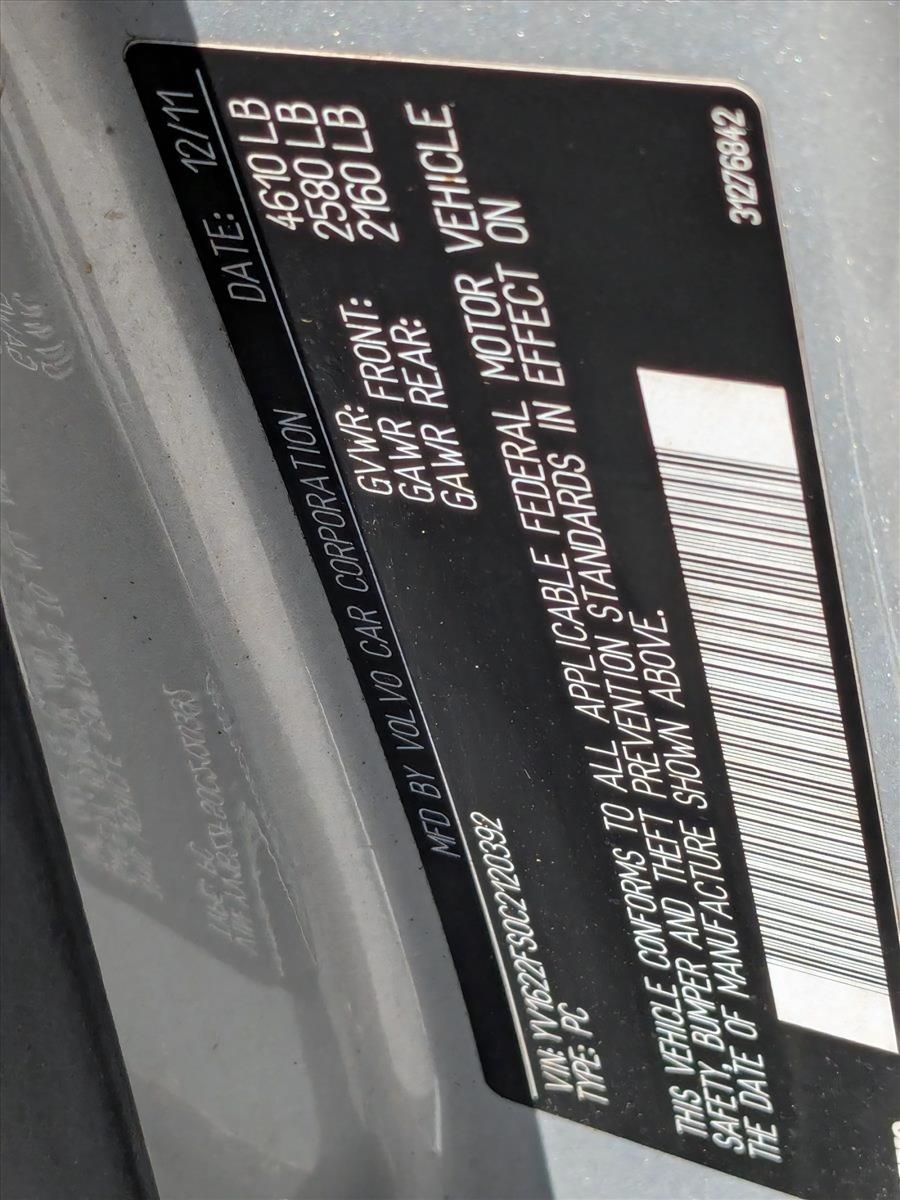 MFD BY VOLVO CAR CORPORATION DATE: 12/11
GVWR: 4610 LB
GAWR FRONT: 2580 LB
GAWR REAR: 2160 LB
VIN: YV1622FS0C2120392
TYPE: PC
THIS VEHICLE CONFORMS TO ALL APPLICABLE FEDERAL MOTOR VEHICLE
SAFETY, BUMPER AND THEFT PREVENTION STANDARDS IN EFFECT ON
THE DATE OF MANUFACTURE SHOWN ABOVE.
31276842